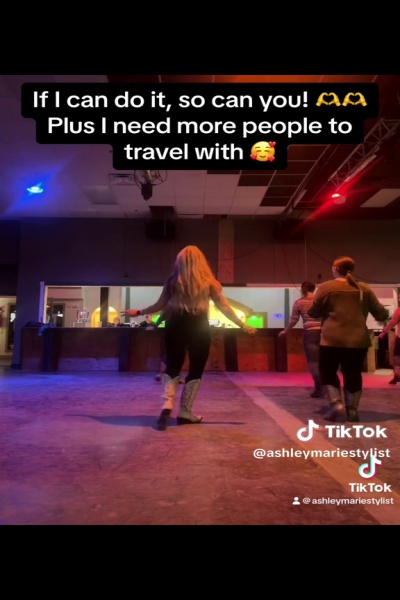 If I can do it, so can you! 🫶🫶
Plus I need more people to
travel with 🥰
TikTok
@ashleymariestylist
TikTok
@ashleymariestylist